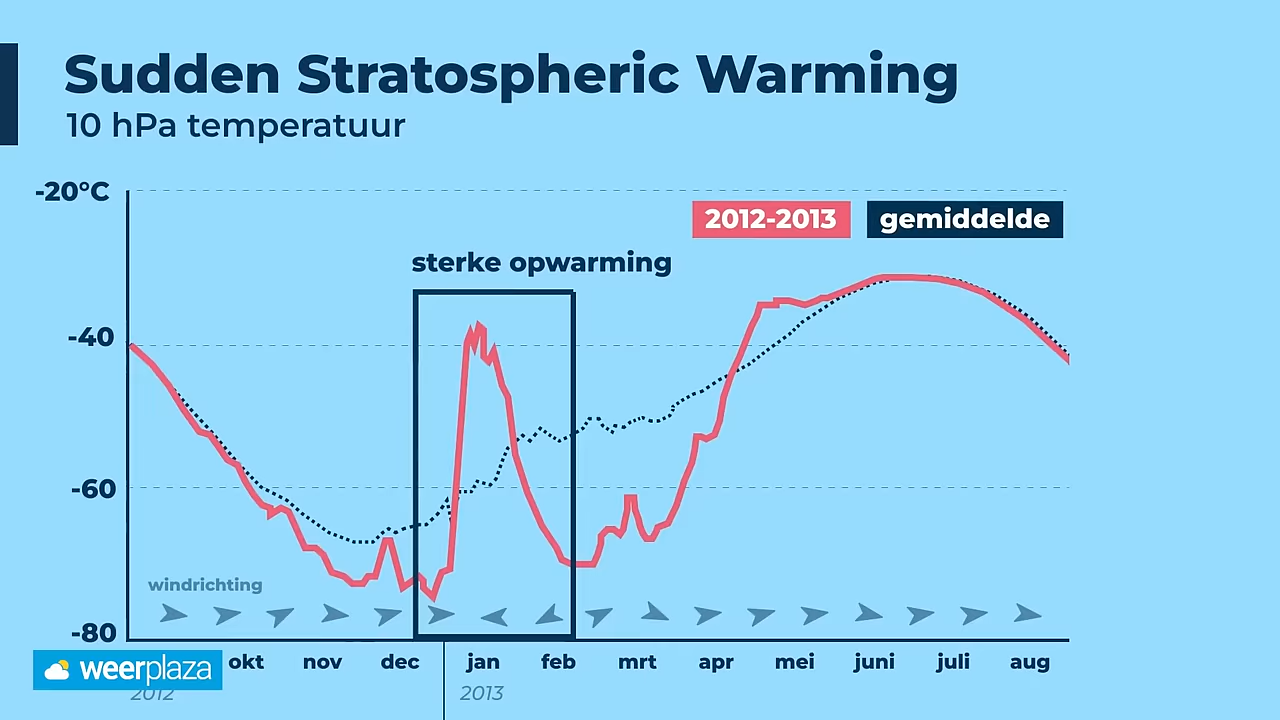 Sudden Stratospheric Warming
10 hPa temperatuur
-20°C
2012-2013 gemiddelde
sterke opwarming
-40
-60
windrichting
-80
okt nov dec jan feb mrt apr mei juni juli aug
weerplaza
2012 2013